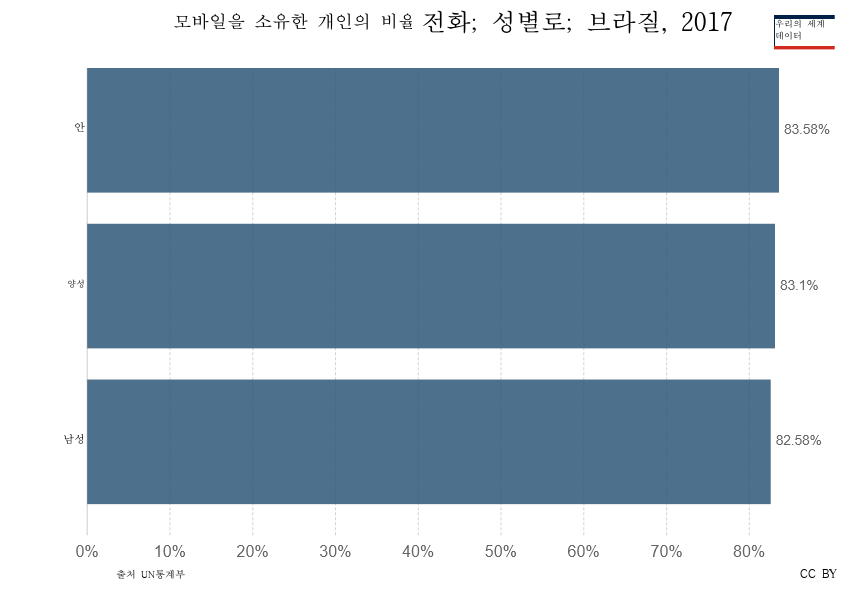 모바일을 소유한 개인의 비율 전화; 성별로; 브라질, 2017
우리의 세계
데이터
안
83.58%
양성
83.1%
남성
82.58%
0% 10% 20% 30% 40% 50% 60% 70% 80%
출처 UN통계부
CC BY